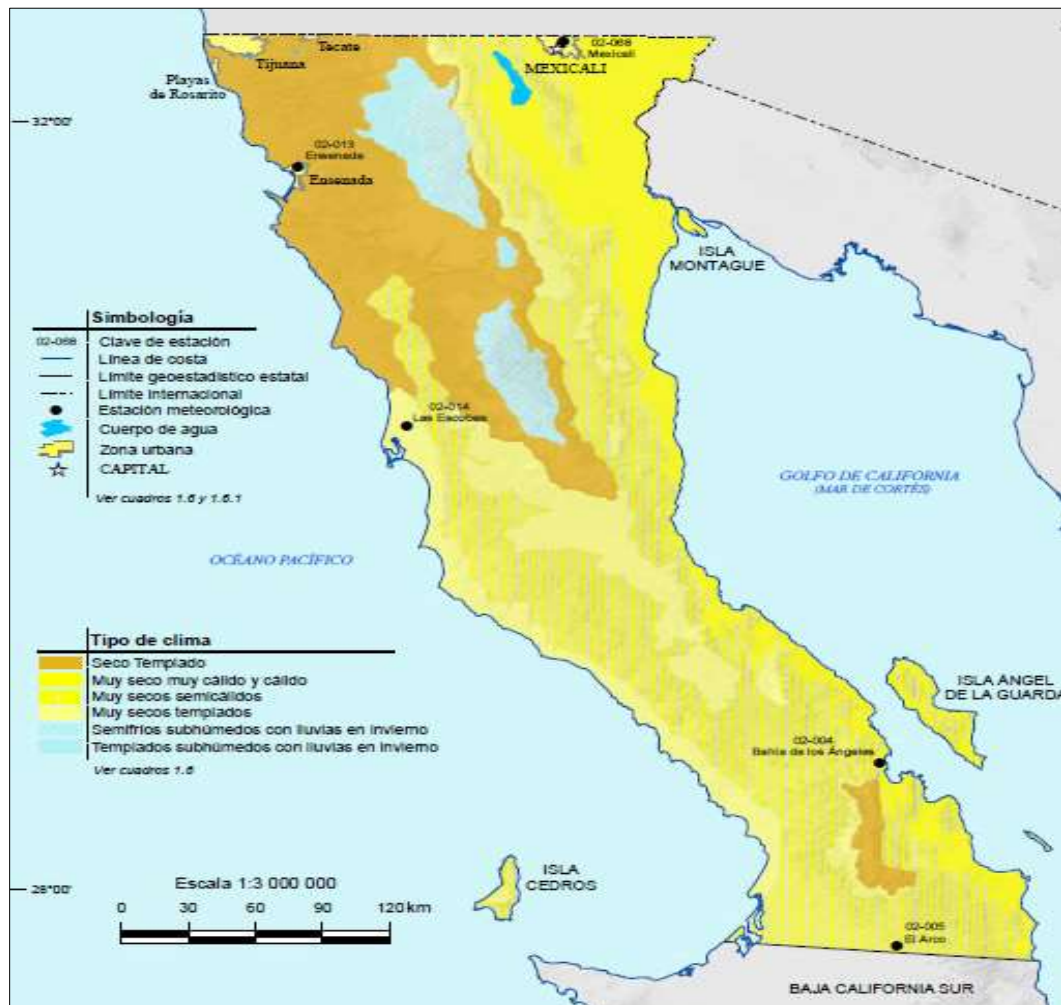 Tecate
Tijuana
02-068
Mexicali
MEXICALI
Playas
de Rosarito
32°00'
02-013
Ensenada
Ensenada
ISLA
MONTAGUE
Simbología
02-068 Clave de estación
Línea de costa
Límite geoestadístico estatal
Límite internacional
Estación meteorológica
Cuerpo de agua
Zona urbana
CAPITAL
Ver cuadros 1.6 y 1.6.1
02-014
Las Escobas
GOLFO DE CALIFORNIA
(MAR DE CORTÉS)
OCÉANO PACÍFICO
Tipo de clima
Seco Templado
Muy seco muy cálido y cálido
Muy secos semicálidos
Muy secos templados
Semifríos subhúmedos con lluvias en invierno
Templados subhúmedos con lluvias en invierno
Ver cuadros 1.6
ISLA ÁNGEL
DE LA GUARDA
02-004
Bahía de los Ángeles
ISLA
CEDROS
28°00'
Escala 1:3 000 000
0 30 60 90 120 km
02-005
El Arco
BAJA CALIFORNIA SUR